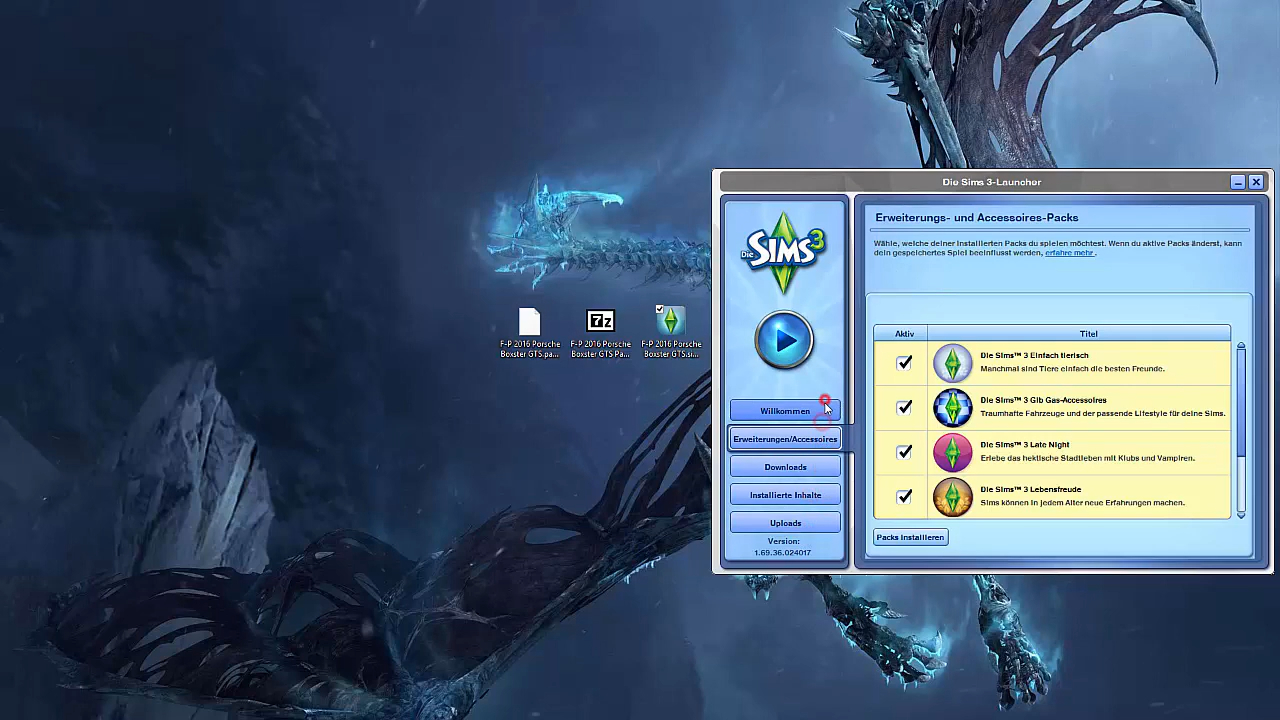 Die Sims 3-Launcher
Die SIMS 3
Erweiterungs- und Accessoires-Packs
Wähle, welche deiner installierten Packs du spielen möchtest. Wenn du aktive Packs änderst, kann
dein gespeichertes Spiel beeinflusst werden, erfahre mehr .
7z
F-P 2016 Porsche
Boxster GTS.pa...
F-P 2016 Porsche
Boxster GTS Pa...
F-P 2016 Porsche
Boxster GTS.si...
Aktiv
Titel
Die Sims™ 3 Einfach tierisch
Manchmal sind Tiere einfach die besten Freunde.
Die Sims™ 3 Gib Gas-Accessoires
Traumhafte Fahrzeuge und der passende Lifestyle für deine Sims.
Die Sims™ 3 Late Night
Erlebe das hektische Stadtleben mit Klubs und Vampiren.
Die Sims™ 3 Lebensfreude
Sims können in jedem Alter neue Erfahrungen machen.
Packs installieren
Willkommen
Erweiterungen/Accessoires
Downloads
Installierte Inhalte
Uploads
Version:
1.69.36.024017